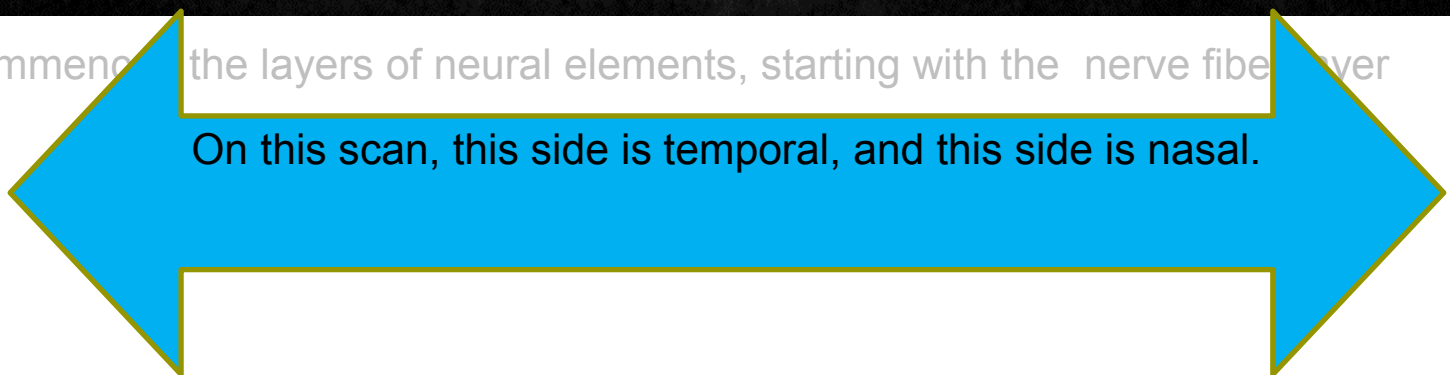 the layers of neural elements, starting with the nerve
On this scan, this side is temporal, and this side is nasal.